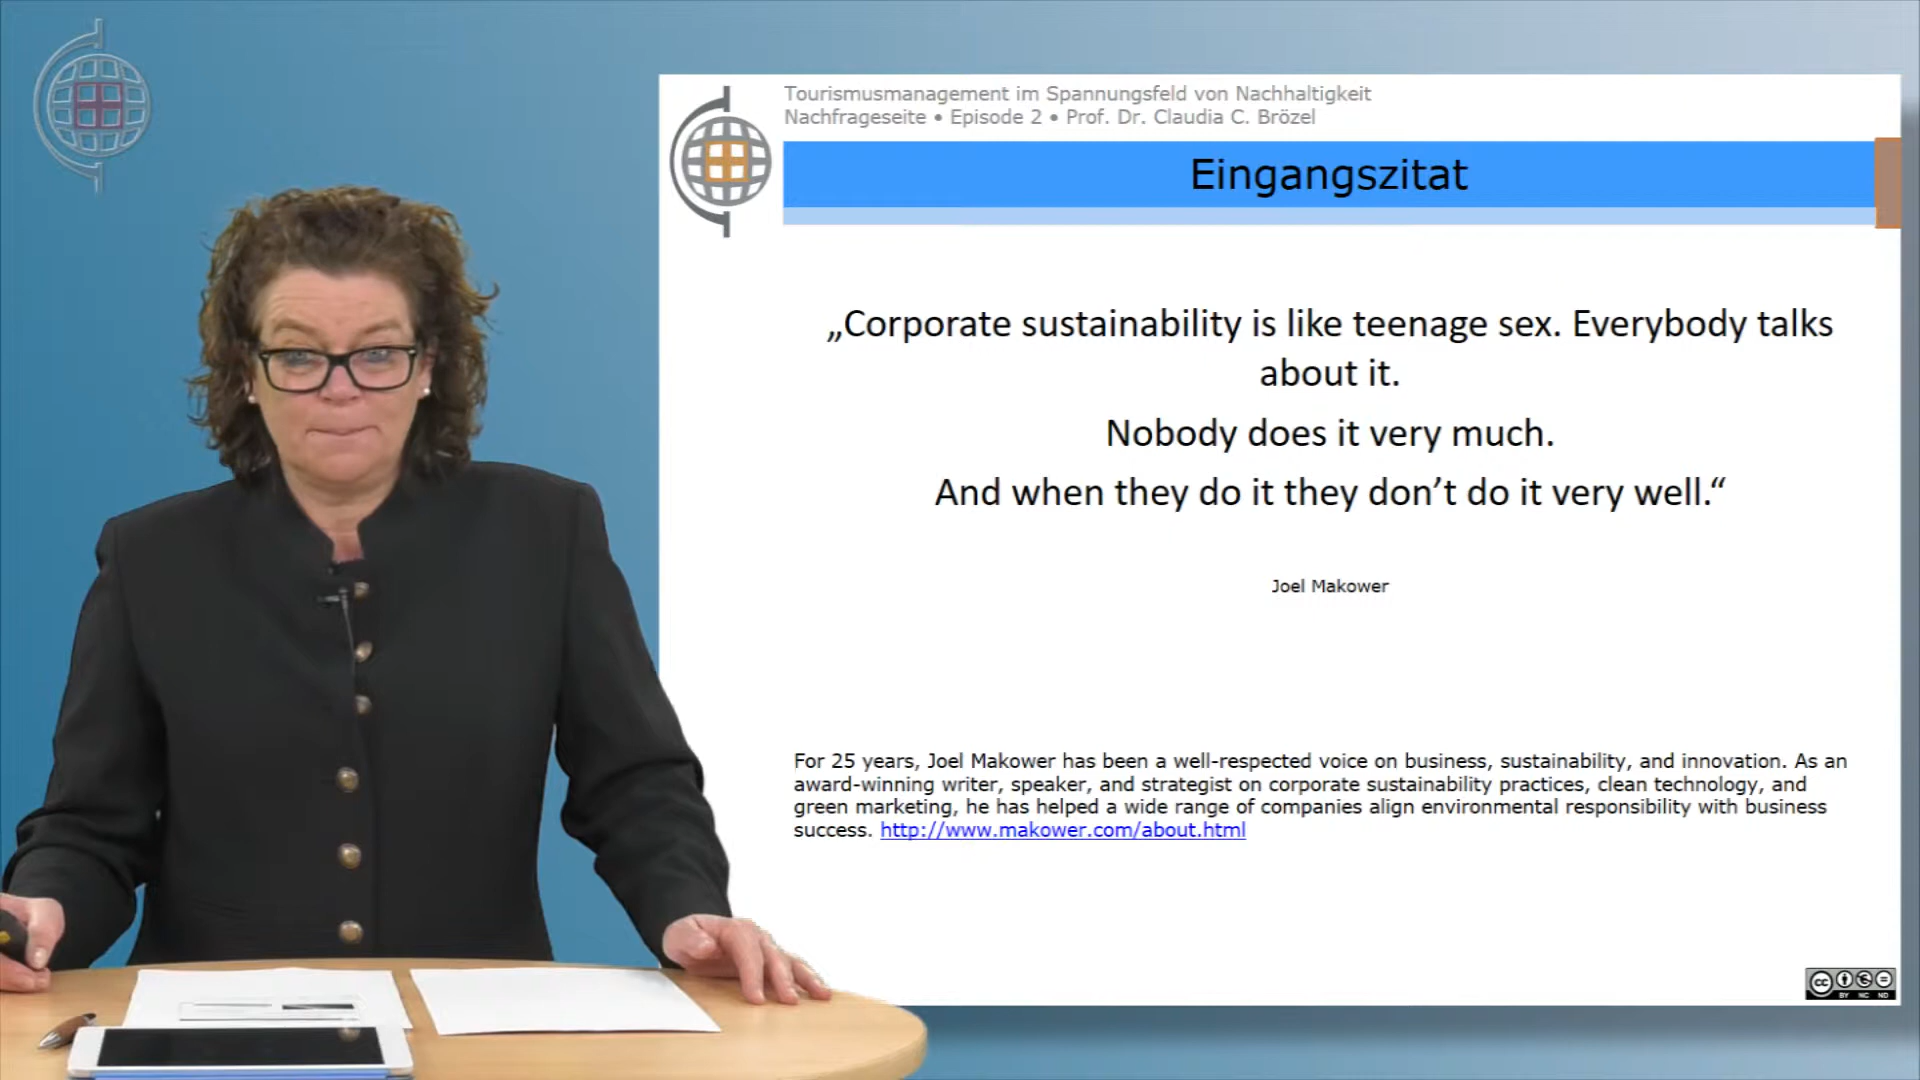 Tourismusmanagement im Spannungsfeld von Nachhaltigkeit
Nachfrageseite • Episode 2 • Prof. Dr. Claudia C. Brözel
Eingangszitat
„Corporate sustainability is like teenage sex. Everybody talks
about it.
Nobody does it very much.
And when they do it they don’t do it very well.“
Joel Makower
For 25 years, Joel Makower has been a well-respected voice on business, sustainability, and innovation. As an
award-winning writer, speaker, and strategist on corporate sustainability practices, clean technology, and
green marketing, he has helped a wide range of companies align environmental responsibility with business
success. http://www.makower.com/about.html
cc
BY NC ND